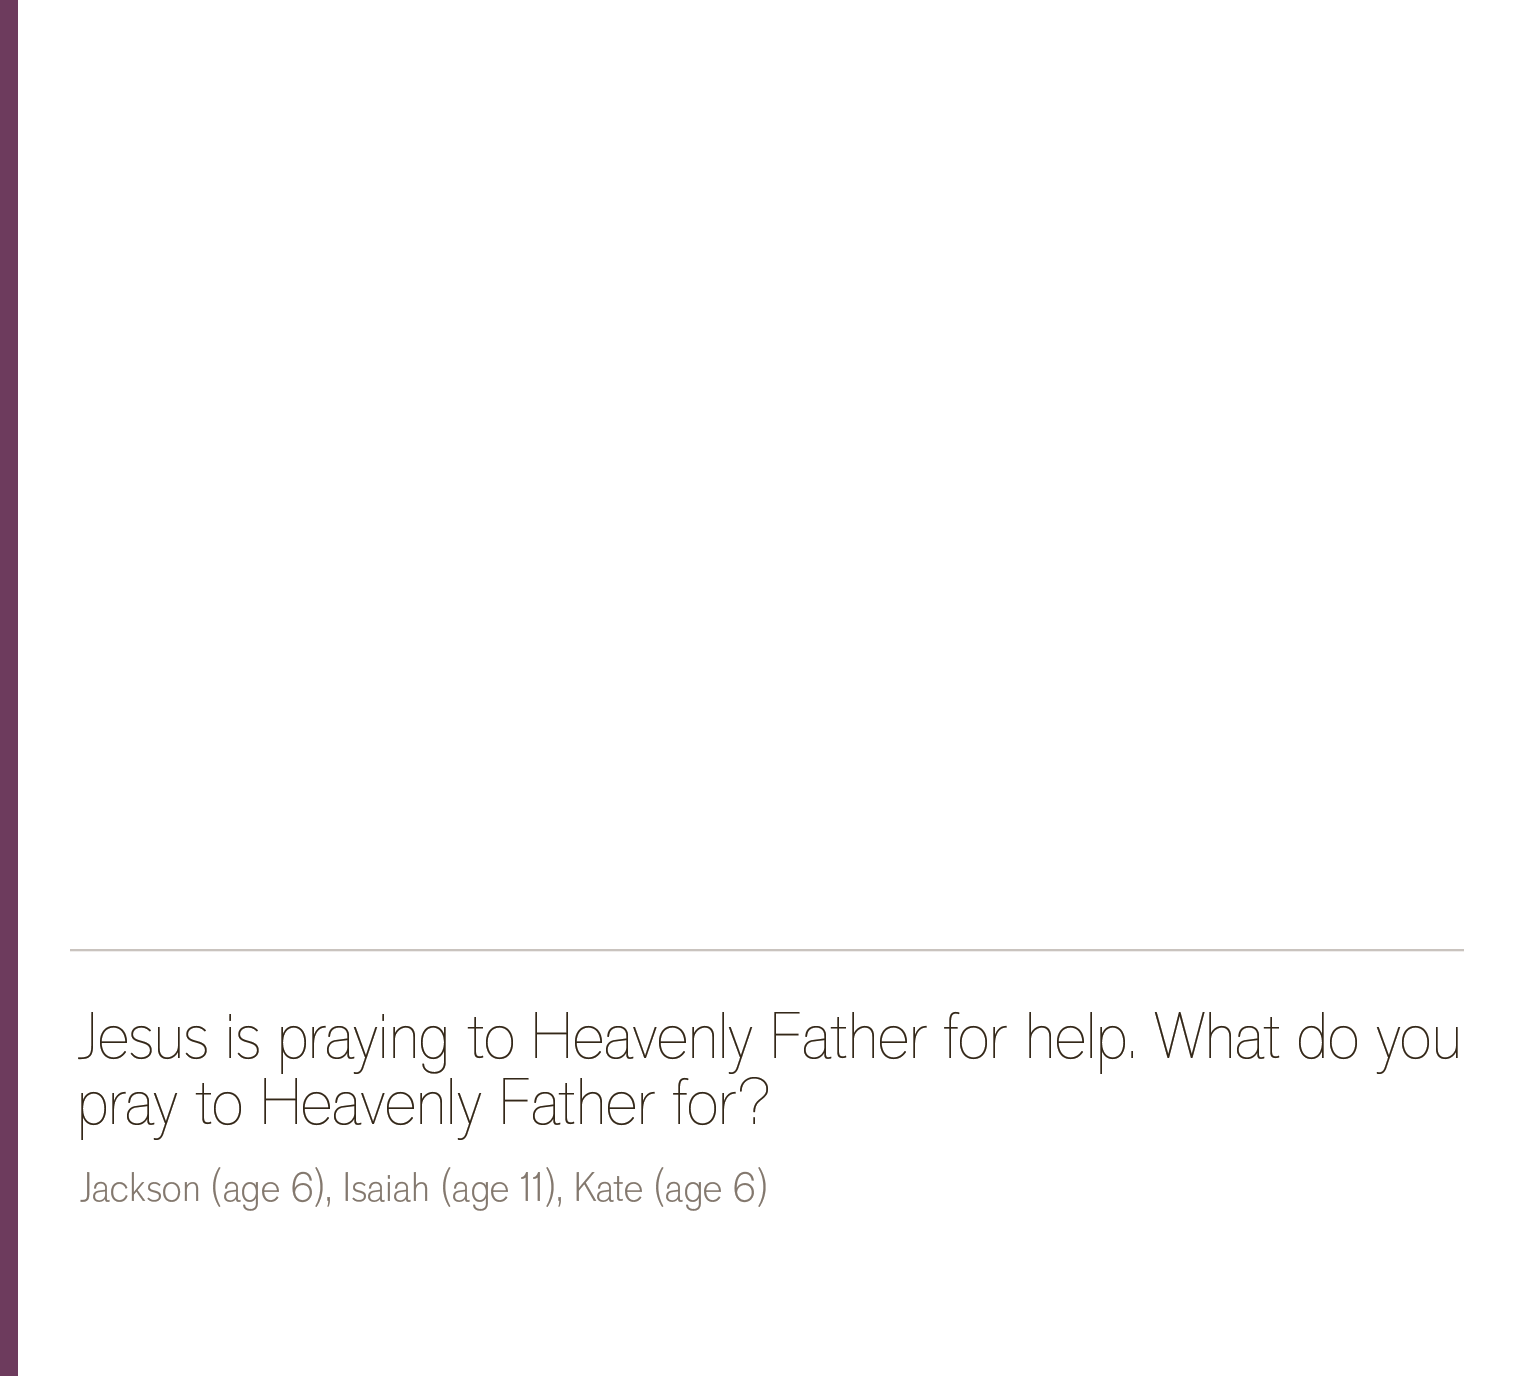 Jesus is praying to Heavenly Father for help. What do you
pray to Heavenly Father for?
Jackson (age 6), Isaiah (age 11), Kate (age 6)